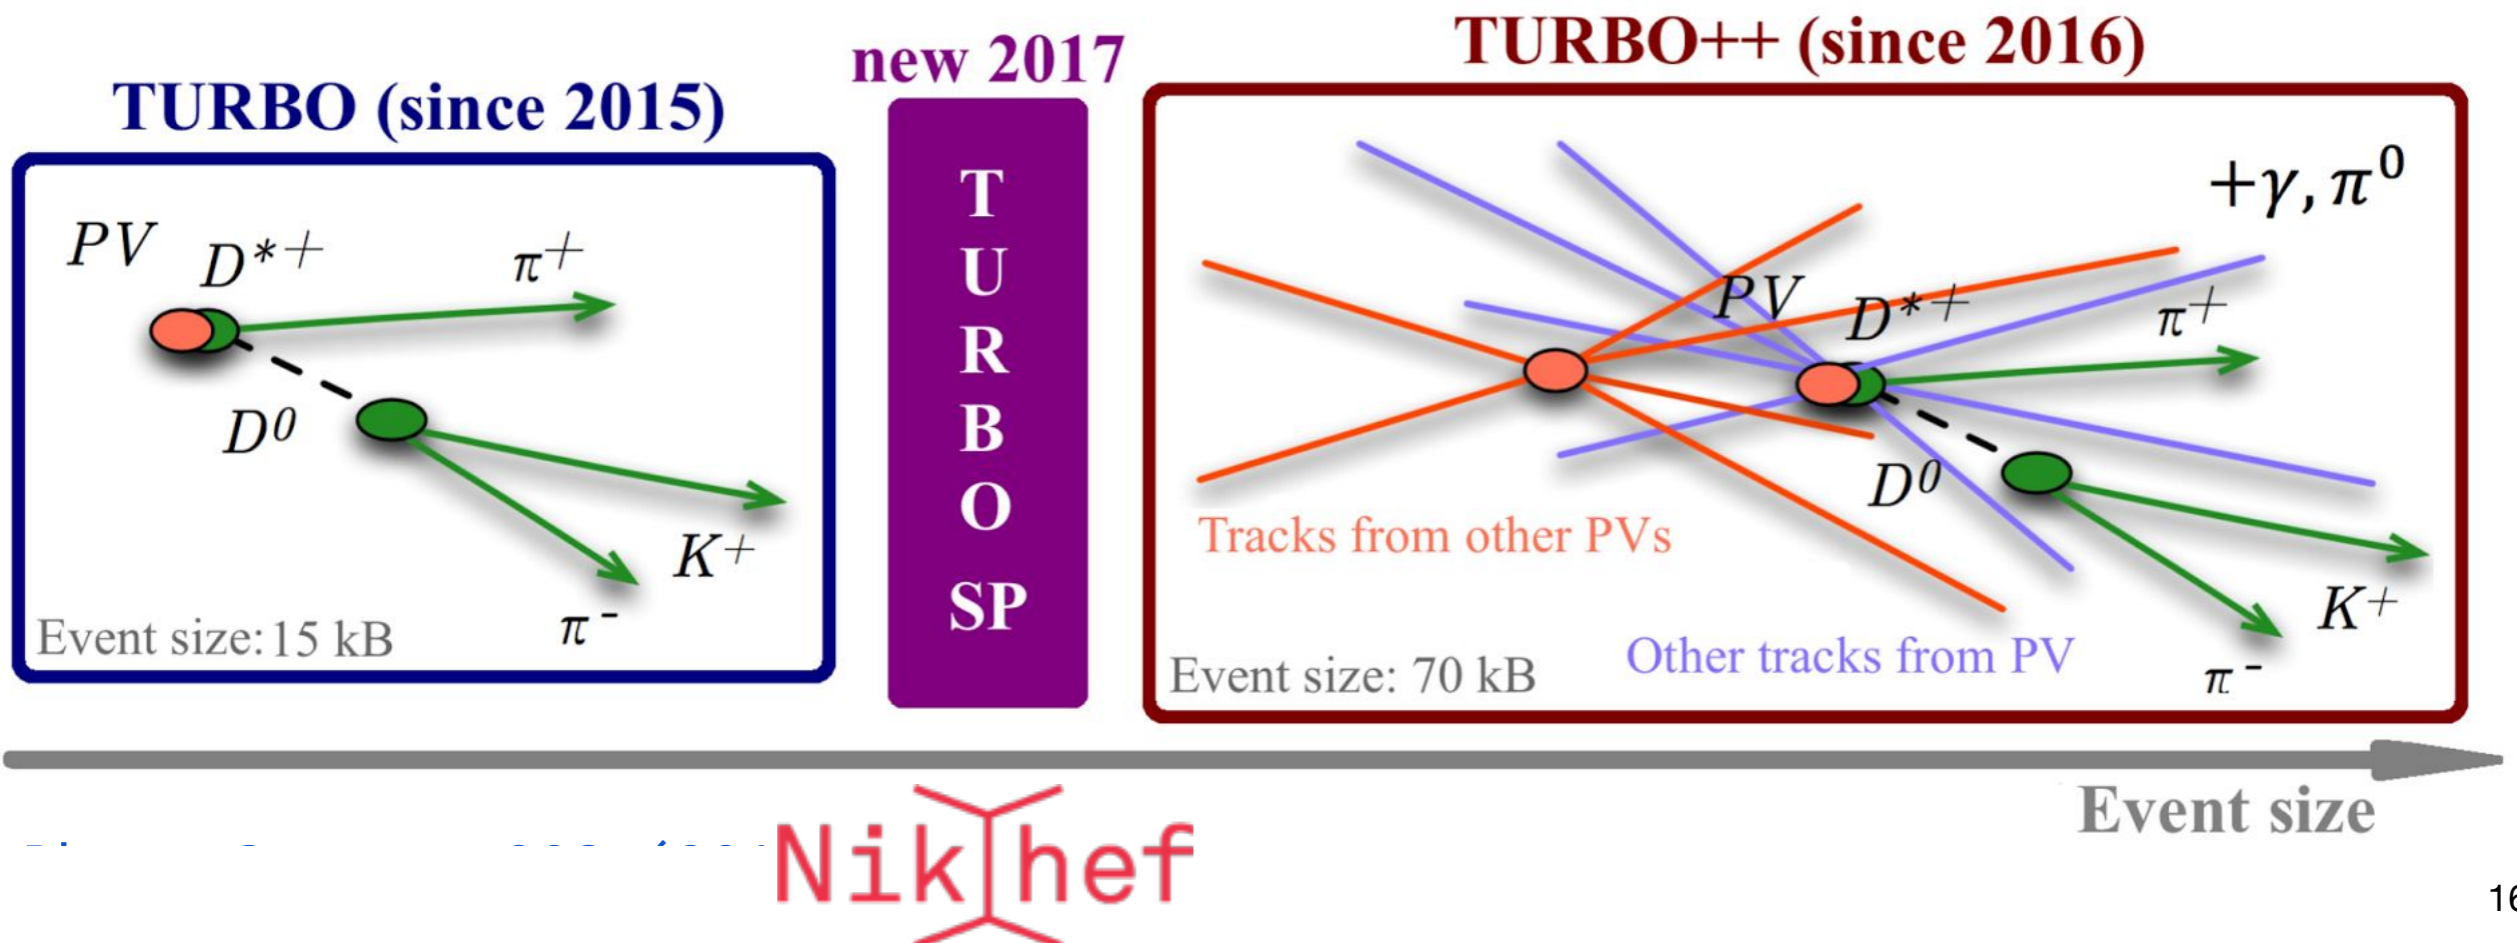 TURBO (since 2015)
PV
D*+
π+
D0
K+
π-
Event size: 15 kB
new 2017
T
U
R
B
O
SP
TURBO++ (since 2016)
+γ, π0
PV
D*+
π+
D0
K+
π-
Tracks from other PVs
Other tracks from PV
Event size: 70 kB
Event size
Nikhef